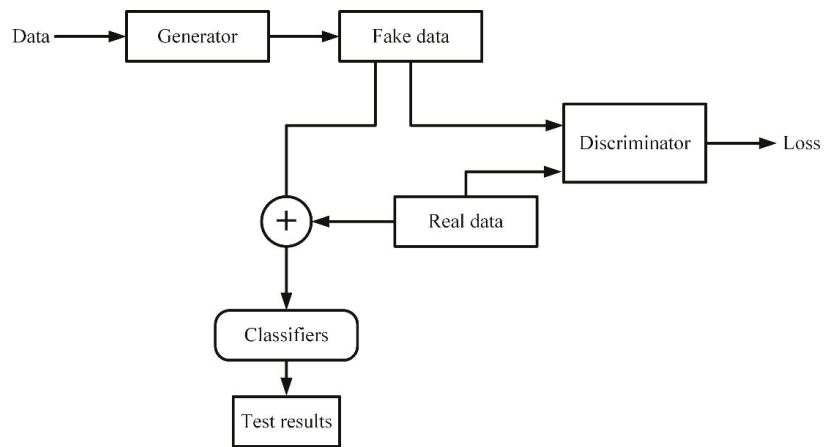 Data
Generator
Fake data
Discriminator
Loss
Real data
+
Classifiers
Test results